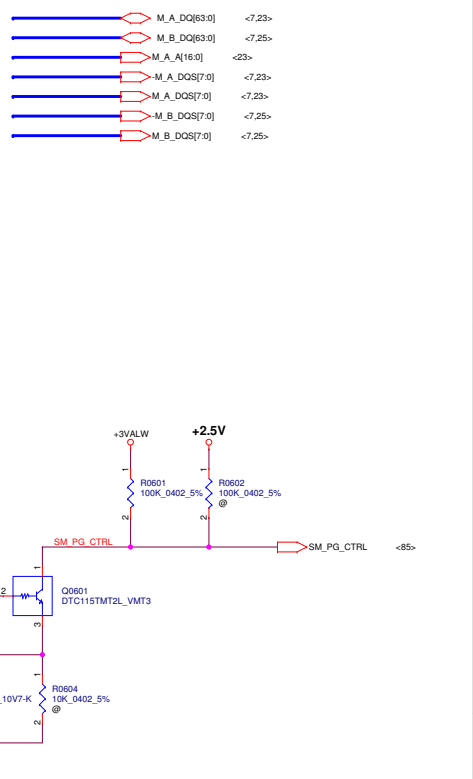 M_A_DQ[63:0] <7,23>
M_B_DQ[63:0] <7,25>
M_A_A[16:0] <23>
-M_A_DQS[7:0] <7,23>
M_A_DQS[7:0] <7,23>
-M_B_DQS[7:0] <7,25>
M_B_DQS[7:0] <7,25>
+3VALW +2.5V
1 1
R0601 R0602
100K_0402_5% 100K_0402_5%
@
2 2
SM_PG_CTRL SM_PG_CTRL <85>
1
2 Q0601
DTC115TMT2L_VMT3
3
1
R0604
_10V7-K 10K_0402_5%
@
2